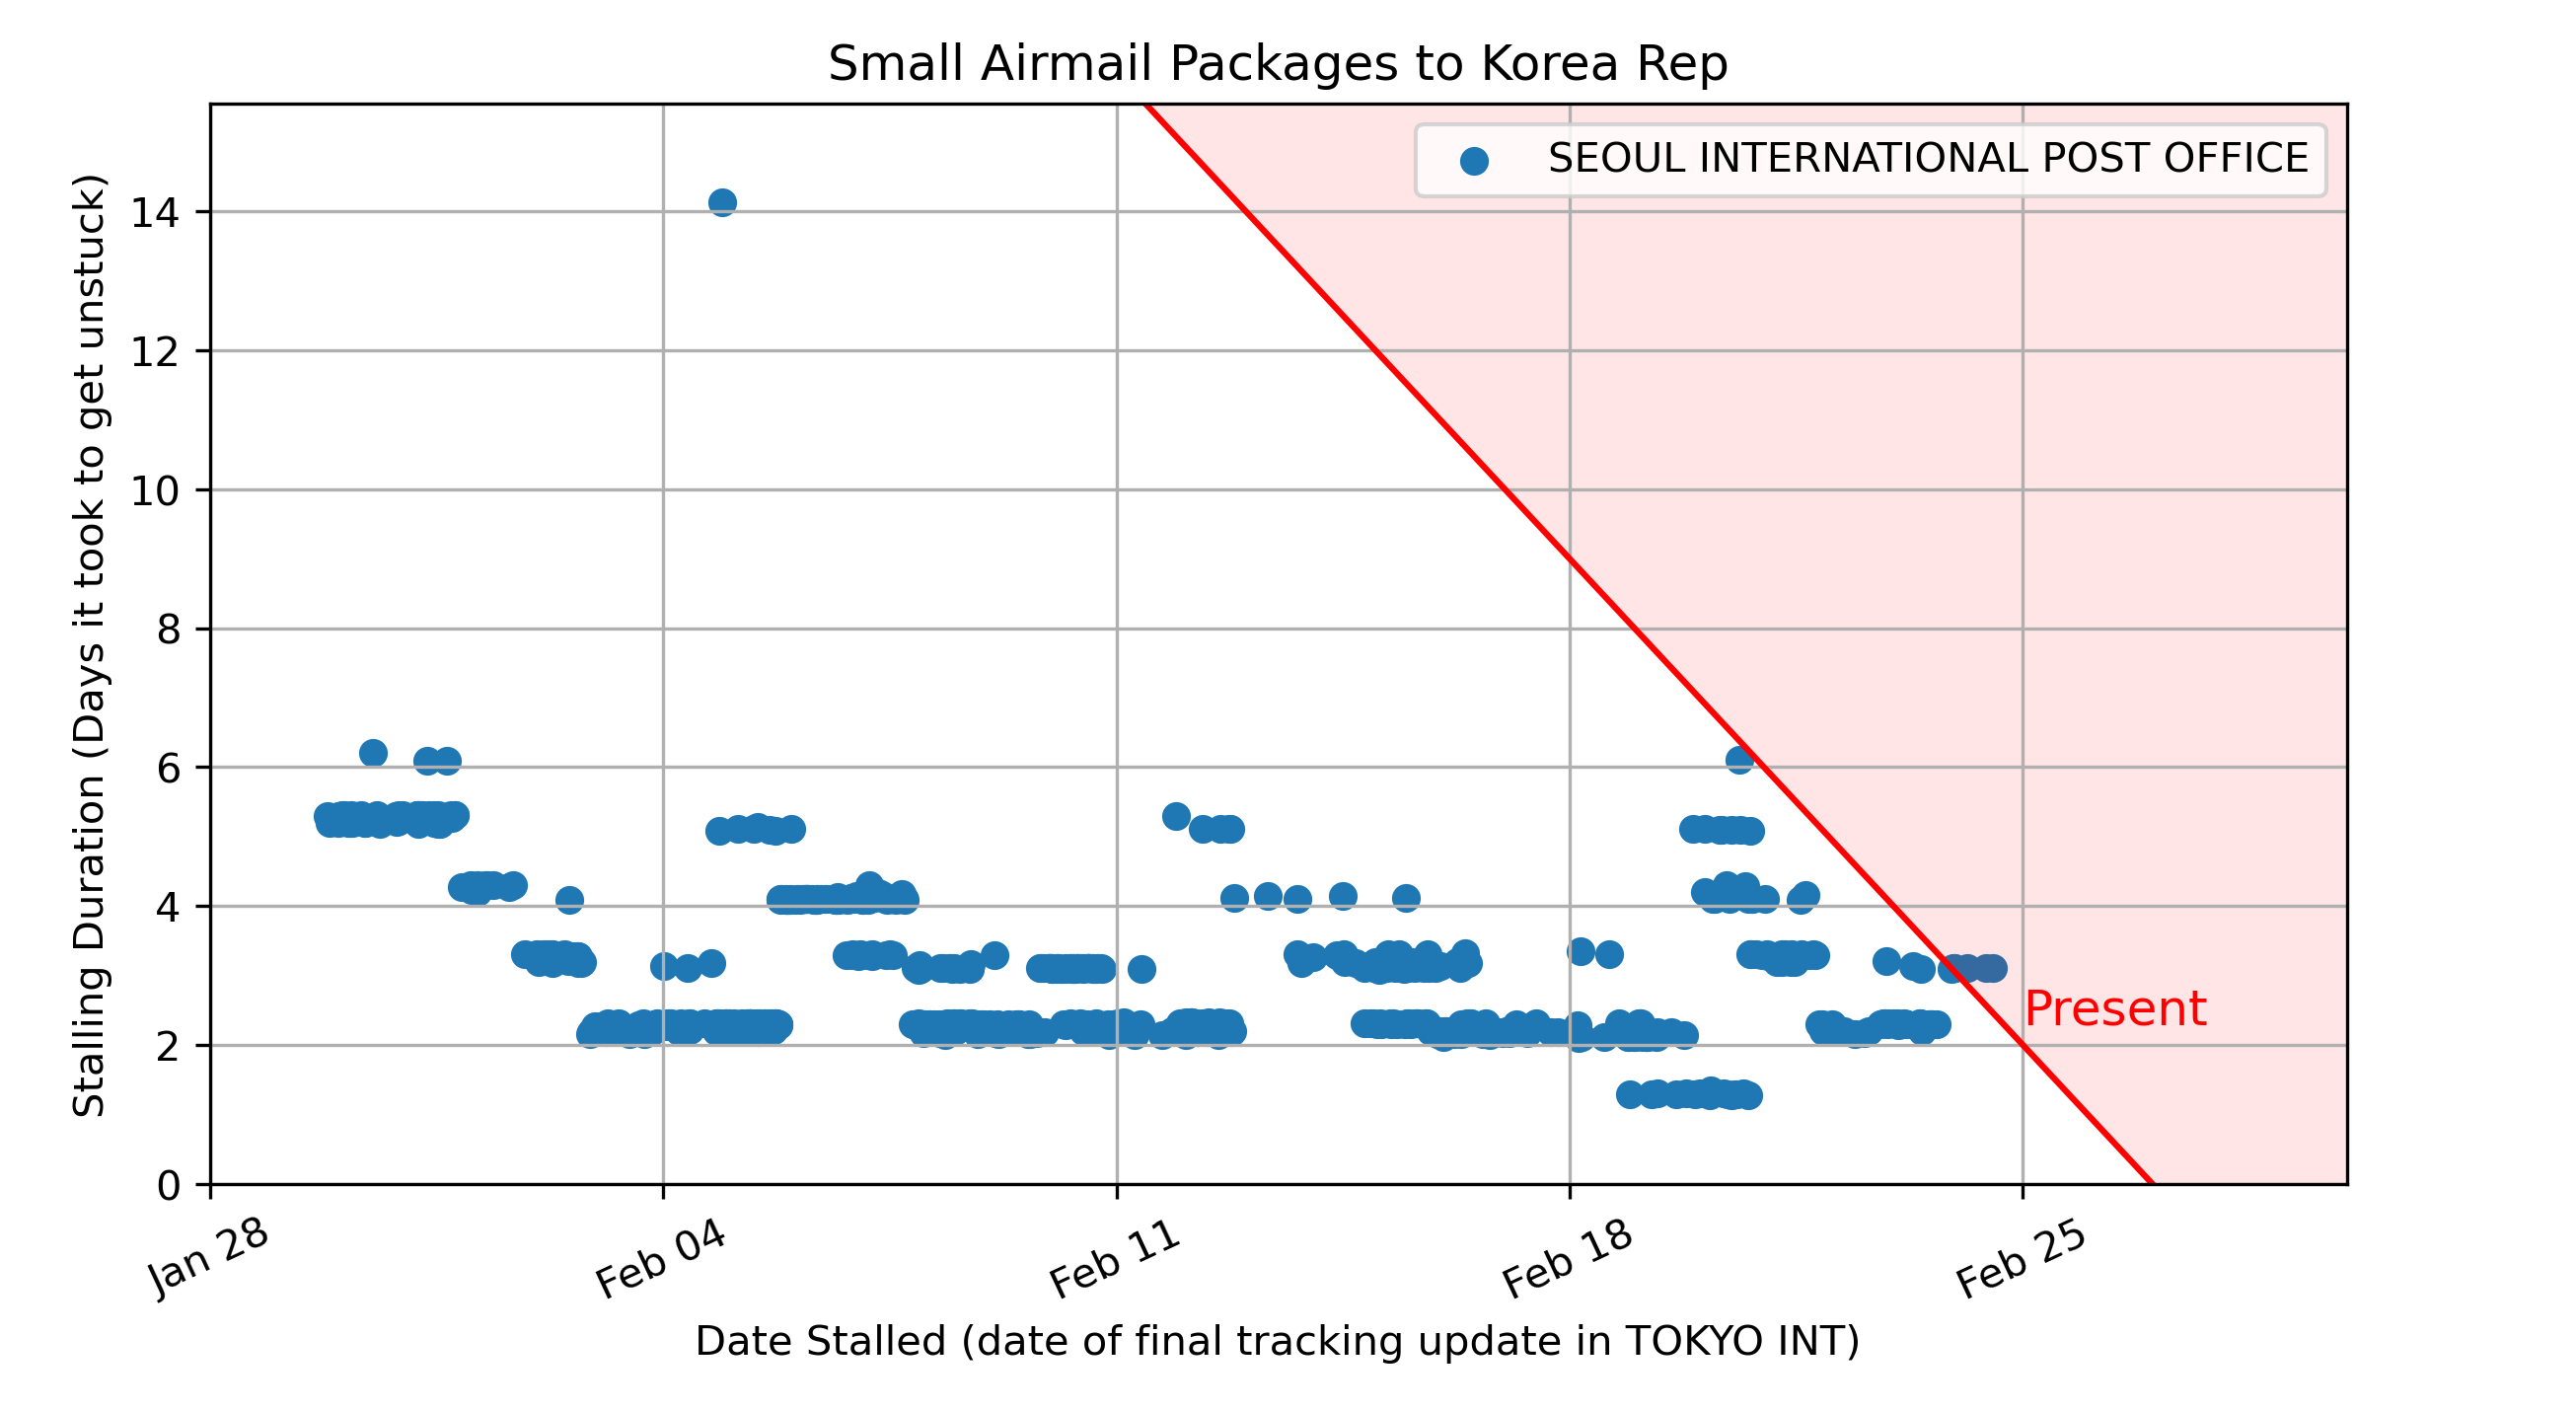 Small Airmail Packages to Korea Rep
SEOUL INTERNATIONAL POST OFFICE
Stalling Duration (Days it took to get unstuck)
14
12
10
8
6
4
2
0
Present
Jan 28
Feb 04
Feb 11
Feb 18
Feb 25
Date Stalled (date of final tracking update in TOKYO INT)